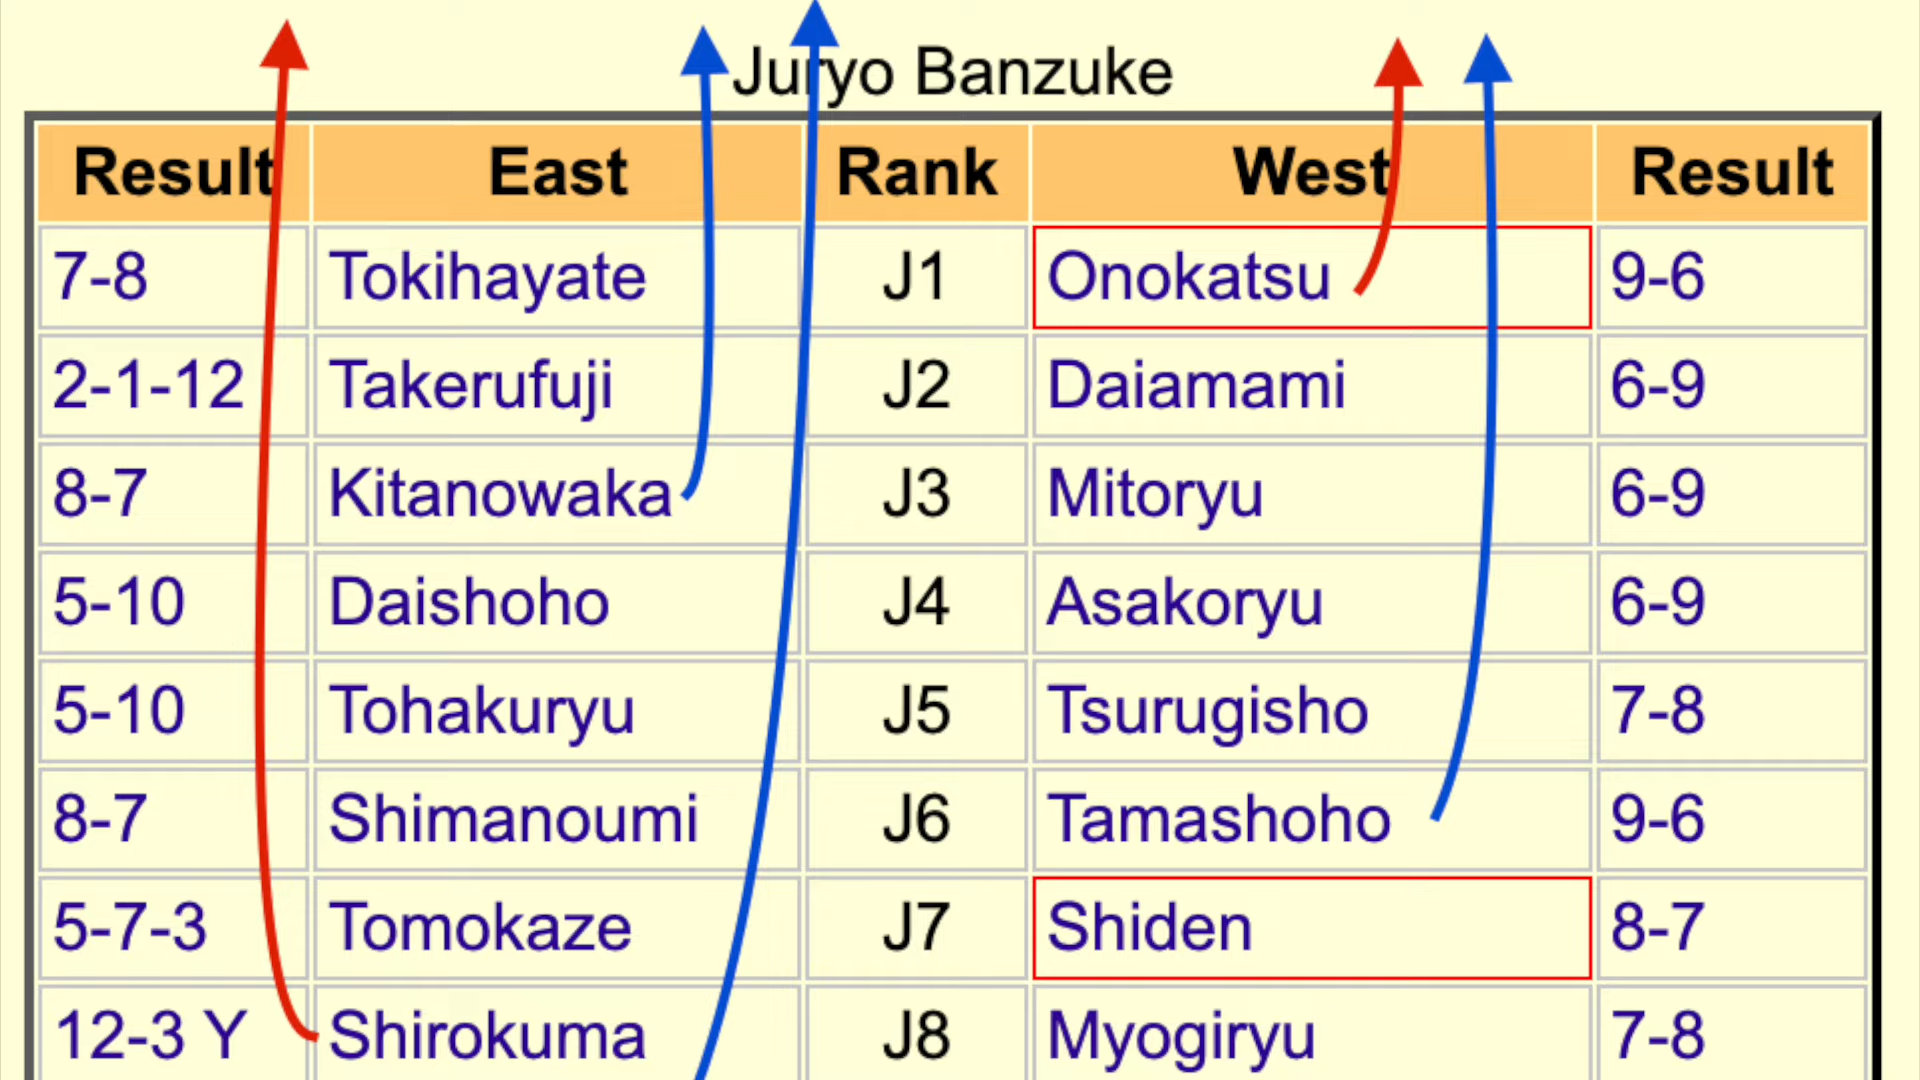 Juryo Banzuke
Result East Rank West Result
7-8 Tokihayate J1 Onokatsu 9-6
2-1-12 Takerufuji J2 Daiamami 6-9
8-7 Kitanowaka J3 Mitoryu 6-9
5-10 Daishoho J4 Asakoryu 6-9
5-10 Tohakuryu J5 Tsurugisho 7-8
8-7 Shimanoumi J6 Tamashoho 9-6
5-7-3 Tomokaze J7 Shiden 8-7
12-3 Y Shirokuma J8 Myogiryu 7-8